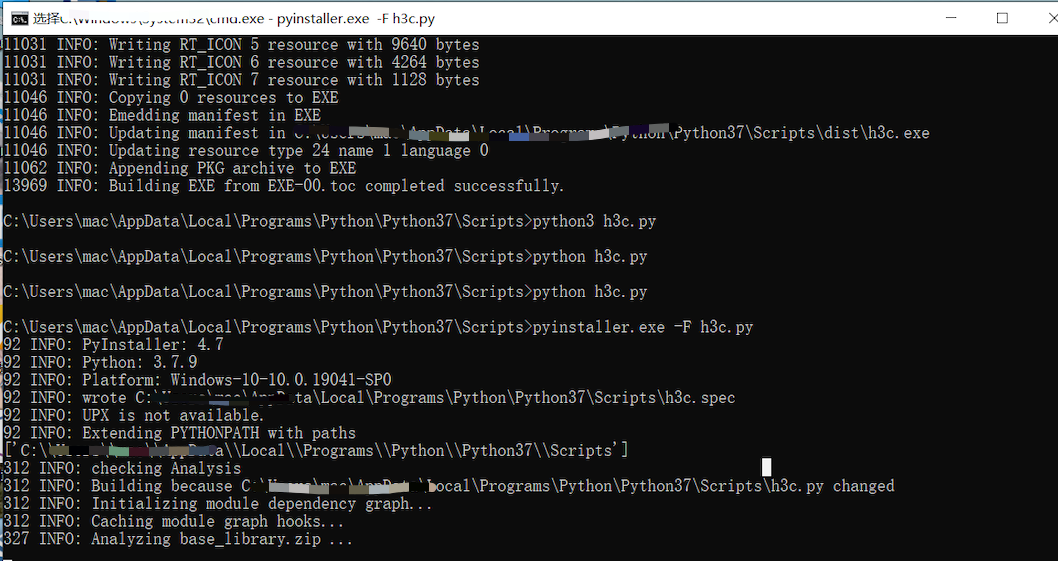 选择C:\Windows\System32\cmd.exe - pyinstaller.exe  -F h3c.py
11031 INFO: Writing RT_ICON 5 resource with 9640 bytes
11031 INFO: Writing RT_ICON 6 resource with 4264 bytes
11031 INFO: Writing RT_ICON 7 resource with 1128 bytes
11046 INFO: Copying 0 resources to EXE
11046 INFO: Emedding manifest in EXE
11046 INFO: Updating manifest in \Python\Python37\Scripts\dist\h3c.exe
11046 INFO: Updating resource type 24 name 1 language 0
11062 INFO: Appending PKG archive to EXE
13969 INFO: Building EXE from EXE-00.toc completed successfully.
C:\Users\mac\AppData\Local\Programs\Python\Python37\Scripts>python3 h3c.py
C:\Users\mac\AppData\Local\Programs\Python\Python37\Scripts>python h3c.py
C:\Users\mac\AppData\Local\Programs\Python\Python37\Scripts>python h3c.py
C:\Users\mac\AppData\Local\Programs\Python\Python37\Scripts>pyinstaller.exe -F h3c.py
92 INFO: PyInstaller: 4.7
92 INFO: Python: 3.7.9
92 INFO: Platform: Windows-10-10.0.19041-SP0
92 INFO: wrote C:\Local\Programs\Python\Python37\Scripts\h3c.spec
92 INFO: UPX is not available.
92 INFO: Extending PYTHONPATH with paths
['C:\\AppData\\Local\\Programs\\Python\\Python37\\Scripts']
312 INFO: checking Analysis
312 INFO: Building because C:\Local\Programs\Python\Python37\Scripts\h3c.py changed
312 INFO: Initializing module dependency graph...
312 INFO: Caching module graph hooks...
327 INFO: Analyzing base_library.zip ...